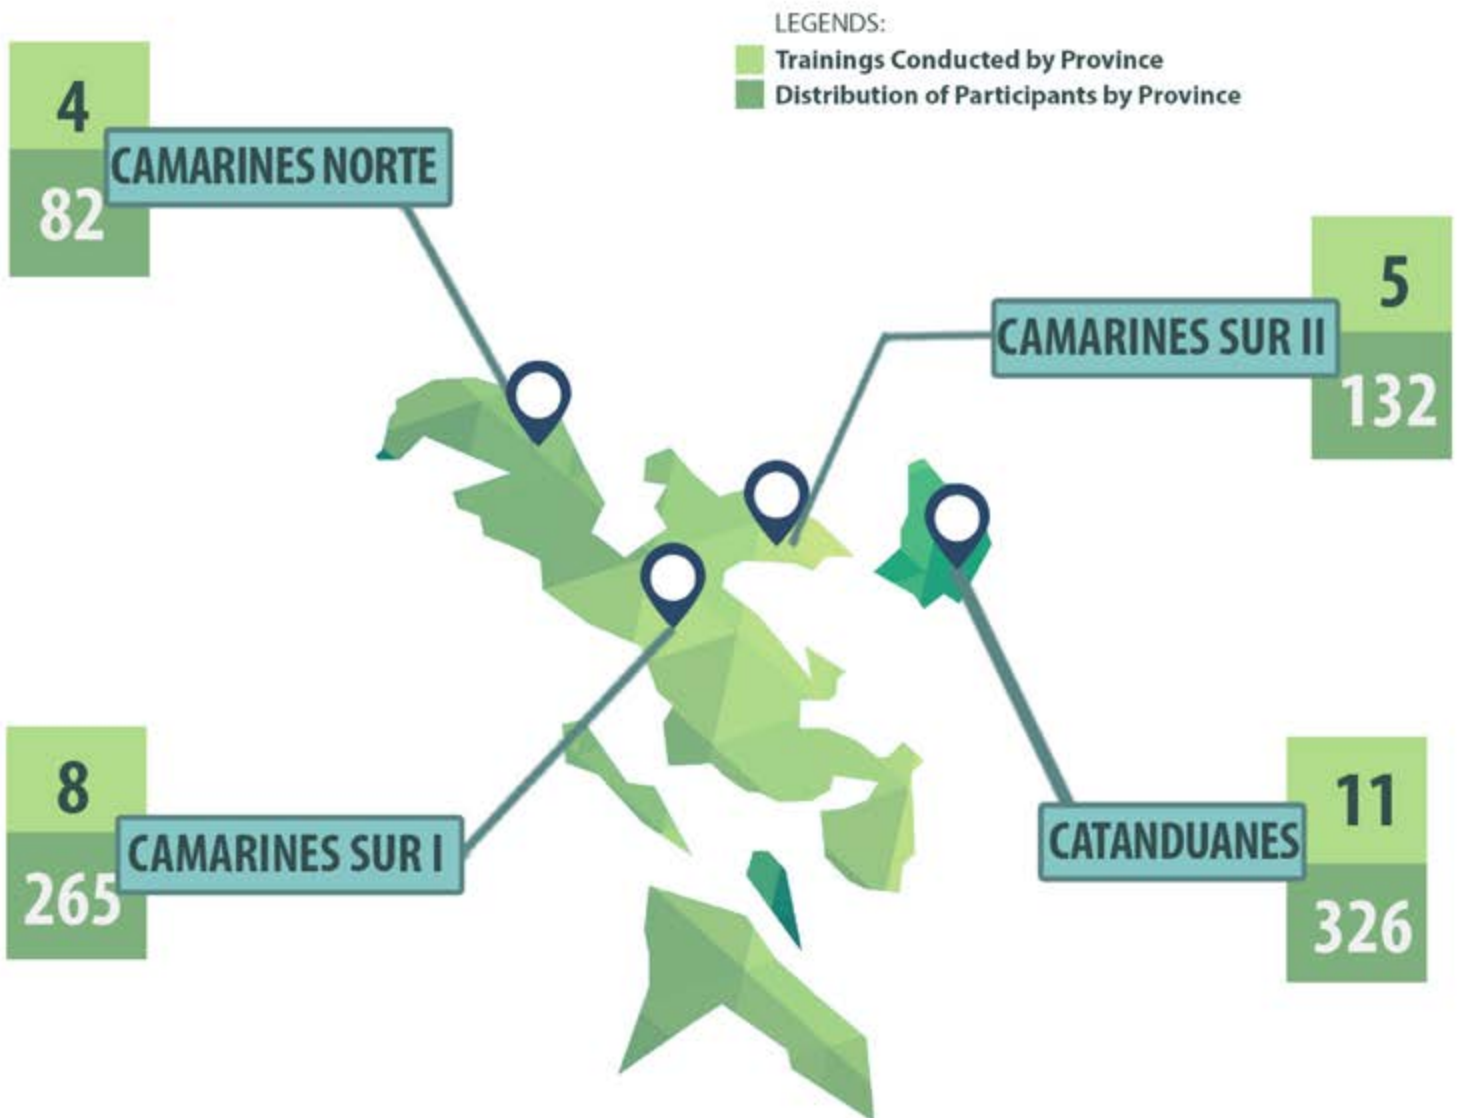 LEGENDS:
Trainings Conducted by Province
Distribution of Participants by Province
4
CAMARINES NORTE
82
5
CAMARINES SUR II
132
8
CAMARINES SUR I
265
11
CATANDUANES
326